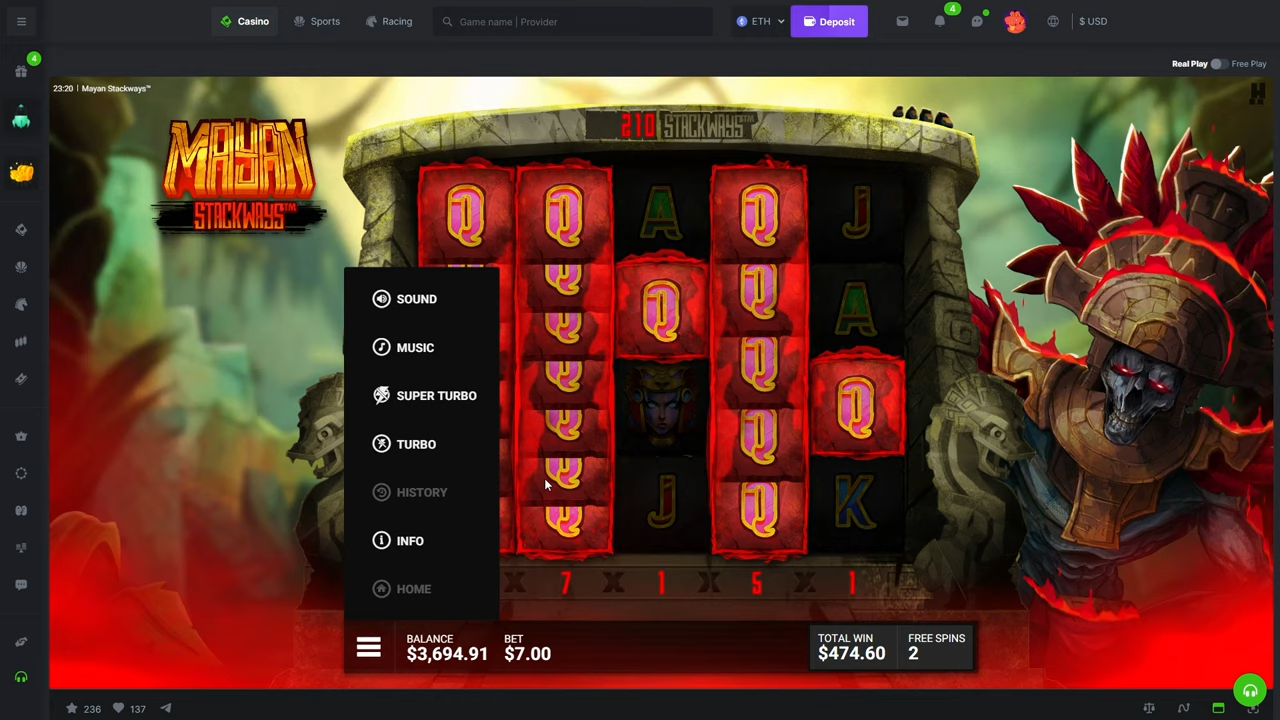 Casino
Sports
Racing
Game name | Provider
ETH
Deposit
4
$ USD
4
Real Play
Free Play
23:20 | Mayan Stackways™
MAYAN
STACKWAYS™
210 STACKWAYS™
Q Q A Q J
Q Q Q A
Q Q
Q Q
Q Q Q
Q J Q K
Q
SOUND
MUSIC
SUPER TURBO
TURBO
HISTORY
INFO
HOME
X 7 X 1 X 5 X 1
BALANCE
$3,694.91
BET
$7.00
TOTAL WIN
$474.60
FREE SPINS
2
236
137